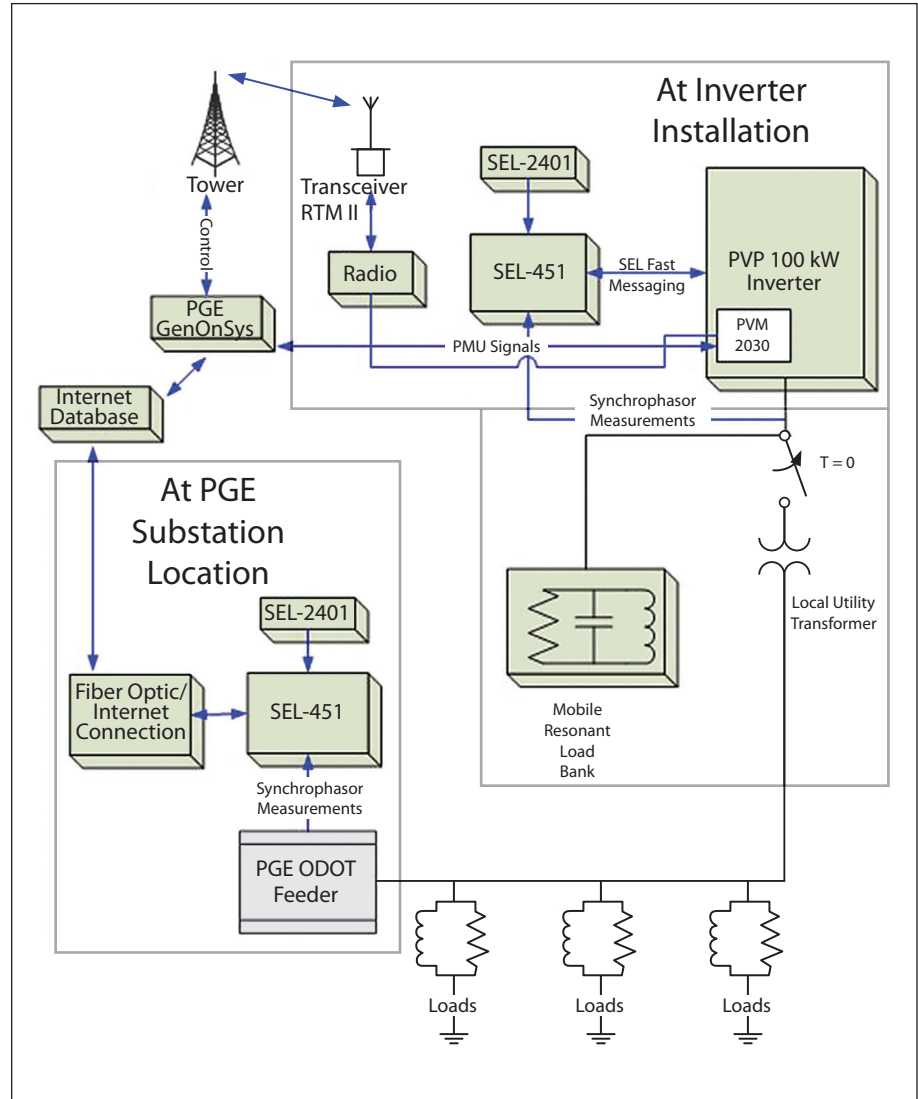 At Inverter
Installation
Tower
Transceiver
RTM II
SEL-2401
Control
Radio
SEL-451
SEL Fast
Messaging
PVP 100 kW
Inverter
PVM
2030
PGE
GenOnSys
PMU Signals
Internet
Database
Synchrophasor
Measurements
T = 0
At PGE
Substation
Location
SEL-2401
Local Utility
Transformer
Fiber Optic/
Internet
Connection
SEL-451
Mobile
Resonant
Load
Bank
Synchrophasor
Measurements
PGE ODOT
Feeder
Loads
Loads
Loads